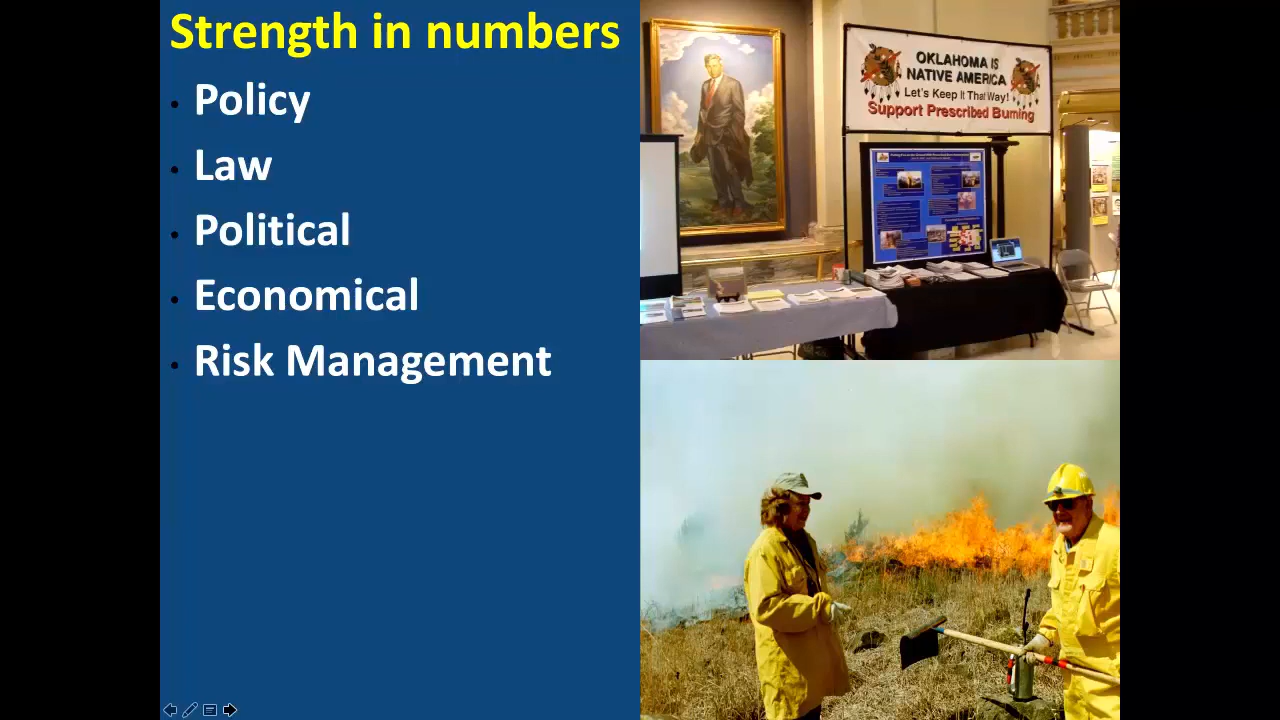 Strength in numbers
• Policy
• Law
• Political
• Economical
• Risk Management
OKLAHOMA IS
NATIVE AMERICA
Let's Keep It That Way!
Support Prescribed Burning